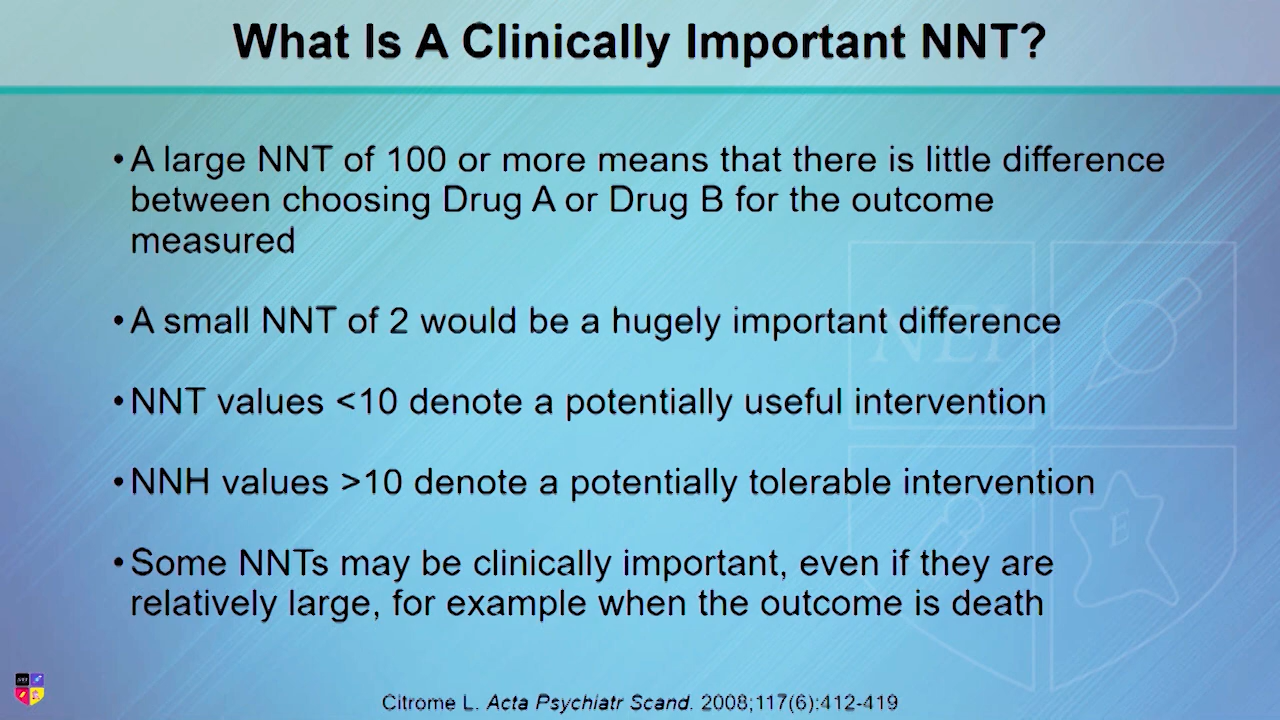 What Is A Clinically Important NNT?
•A large NNT of 100 or more means that there is little difference
between choosing Drug A or Drug B for the outcome
measured
•A small NNT of 2 would be a hugely important difference
•NNT values <10 denote a potentially useful intervention
•NNH values >10 denote a potentially tolerable intervention
•Some NNTs may be clinically important, even if they are
relatively large, for example when the outcome is death
NEI
E
NEI
Citrome L. Acta Psychiatr Scand. 2008;117(6):412-419